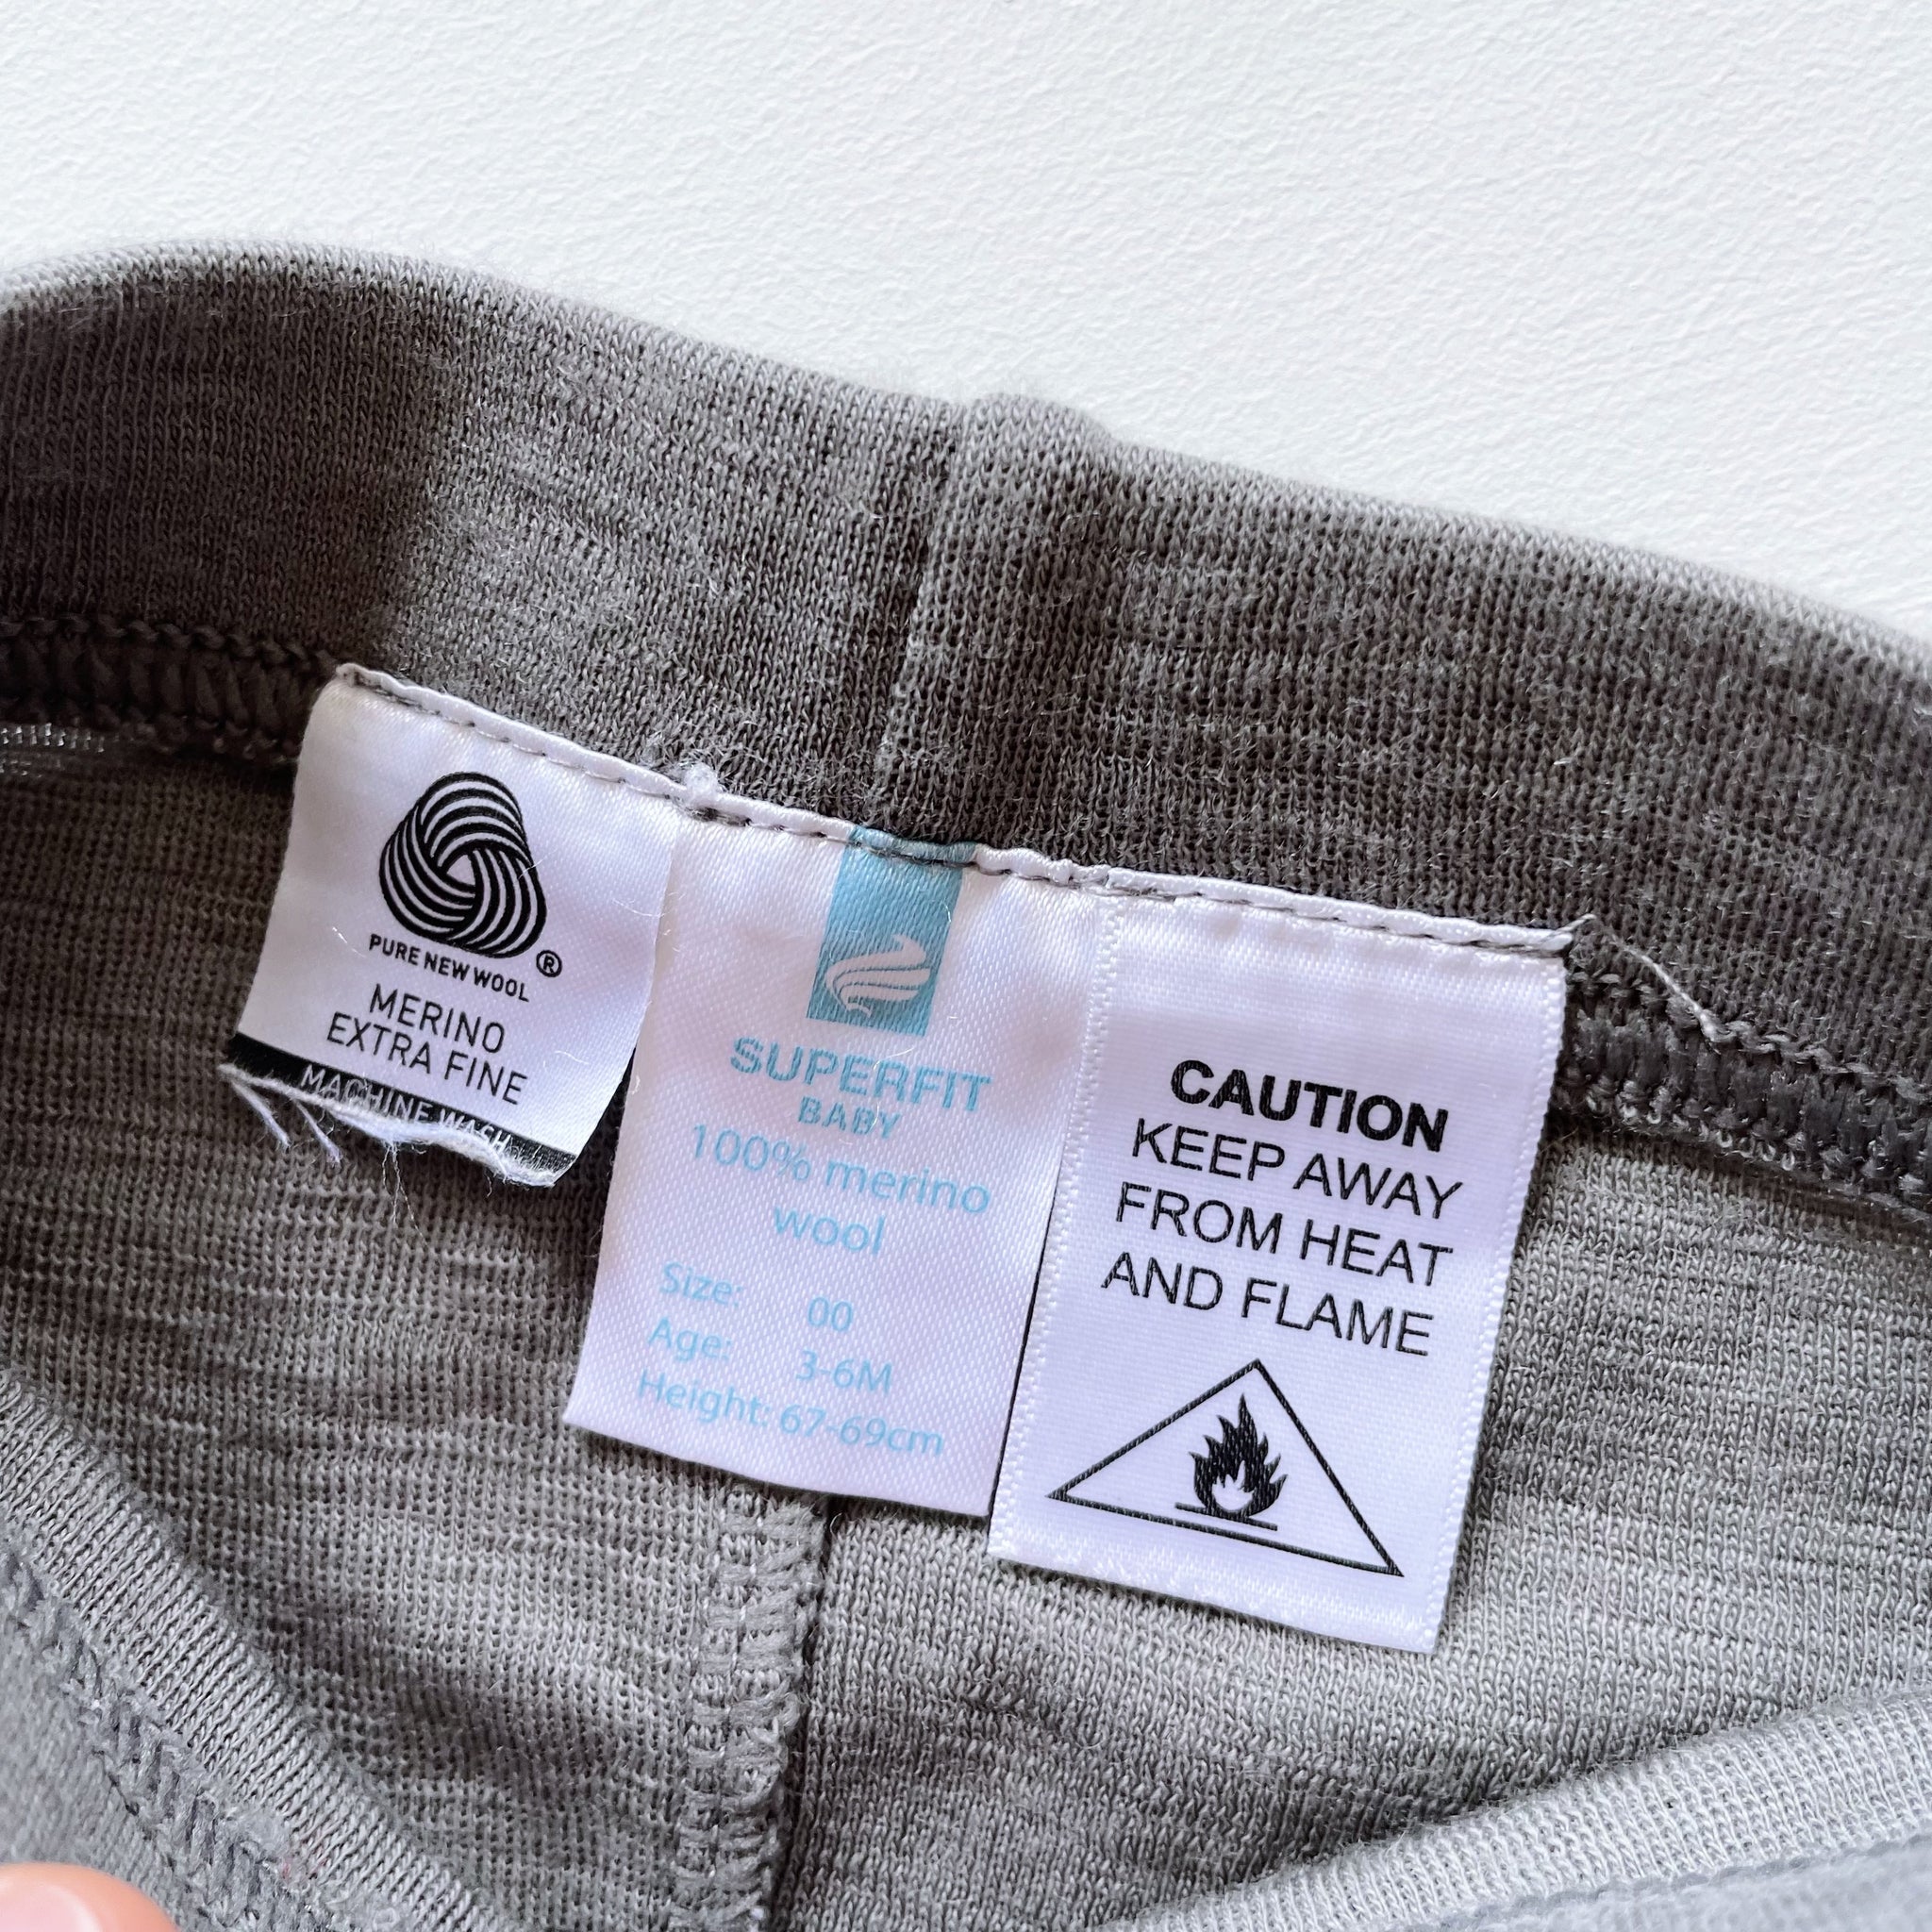 PURE NEW WOOL ®
MERINO
EXTRA FINE
MACHINE WASH
SUPERFIT
BABY
100% merino
wool
Size: 00
Age: 3-6M
Height: 67-69cm
CAUTION
KEEP AWAY
FROM HEAT
AND FLAME